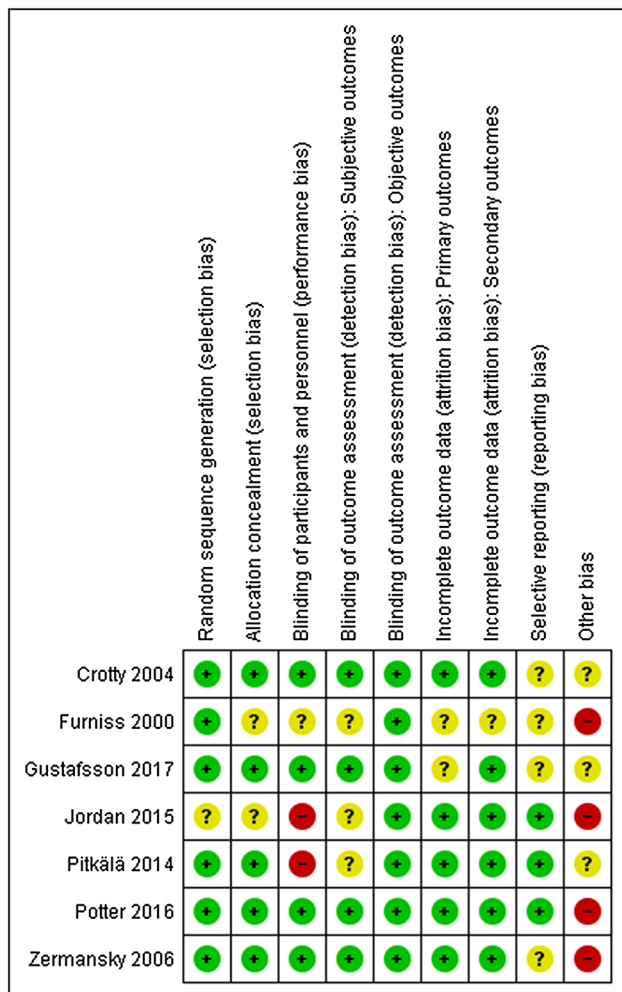 Random sequence generation (selection bias)
Allocation concealment (selection bias)
Blinding of participants and personnel (performance bias)
Blinding of outcome assessment (detection bias): Subjective outcomes
Blinding of outcome assessment (detection bias): Objective outcomes
Incomplete outcome data (attrition bias): Primary outcomes
Incomplete outcome data (attrition bias): Secondary outcomes
Selective reporting (reporting bias)
Other bias
Crotty 2004 + + + + + + + ? ?
Furniss 2000 + ? ? ? + ? ? ? -
Gustafsson 2017 + + + + + ? + ? ?
Jordan 2015 ? ? - ? + + + + -
Pitkälä 2014 + + - ? + + + + ?
Potter 2016 + + + + + + + + -
Zermansky 2006 + + + + + + + ? -